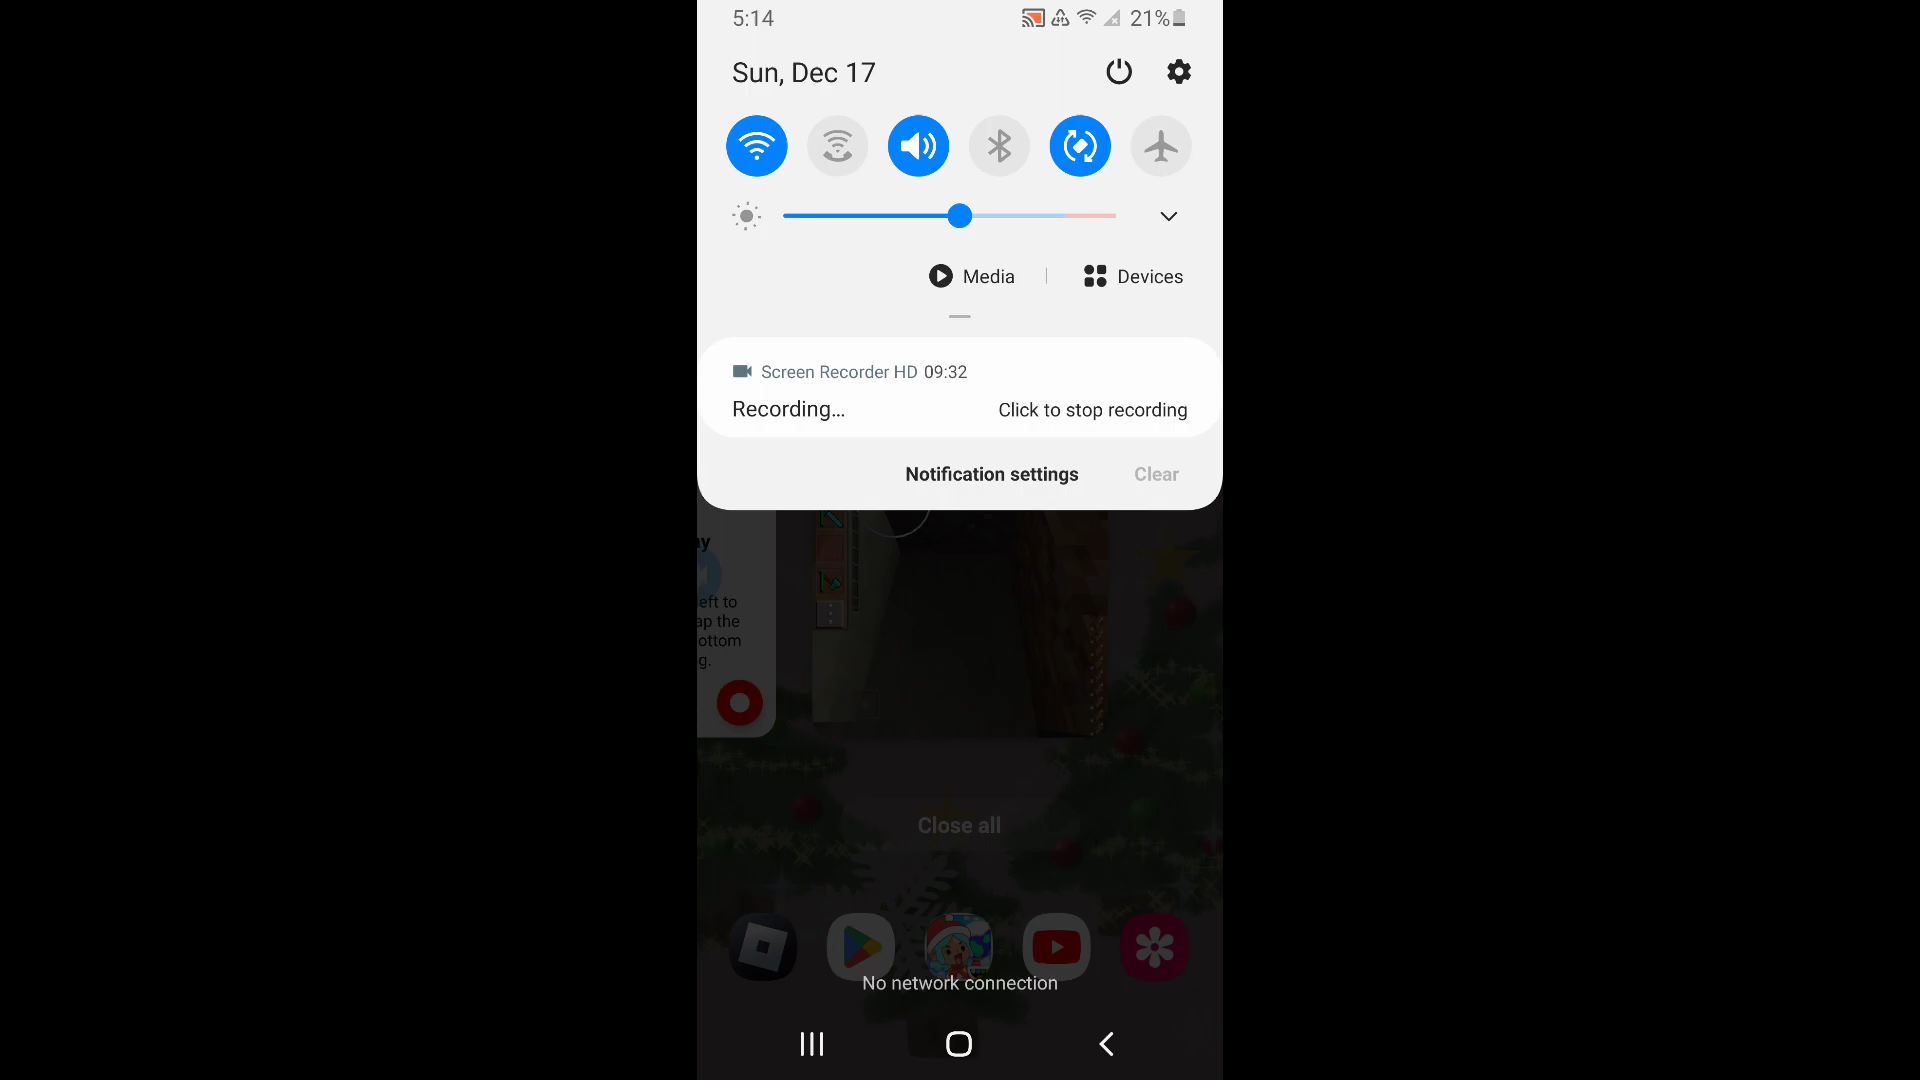 5:14
21%
Sun, Dec 17
Media
Devices
Screen Recorder HD 09:32
Recording...
Click to stop recording
Notification settings
Clear
eft to
ap the
ottom
g.
Close all
No network connection